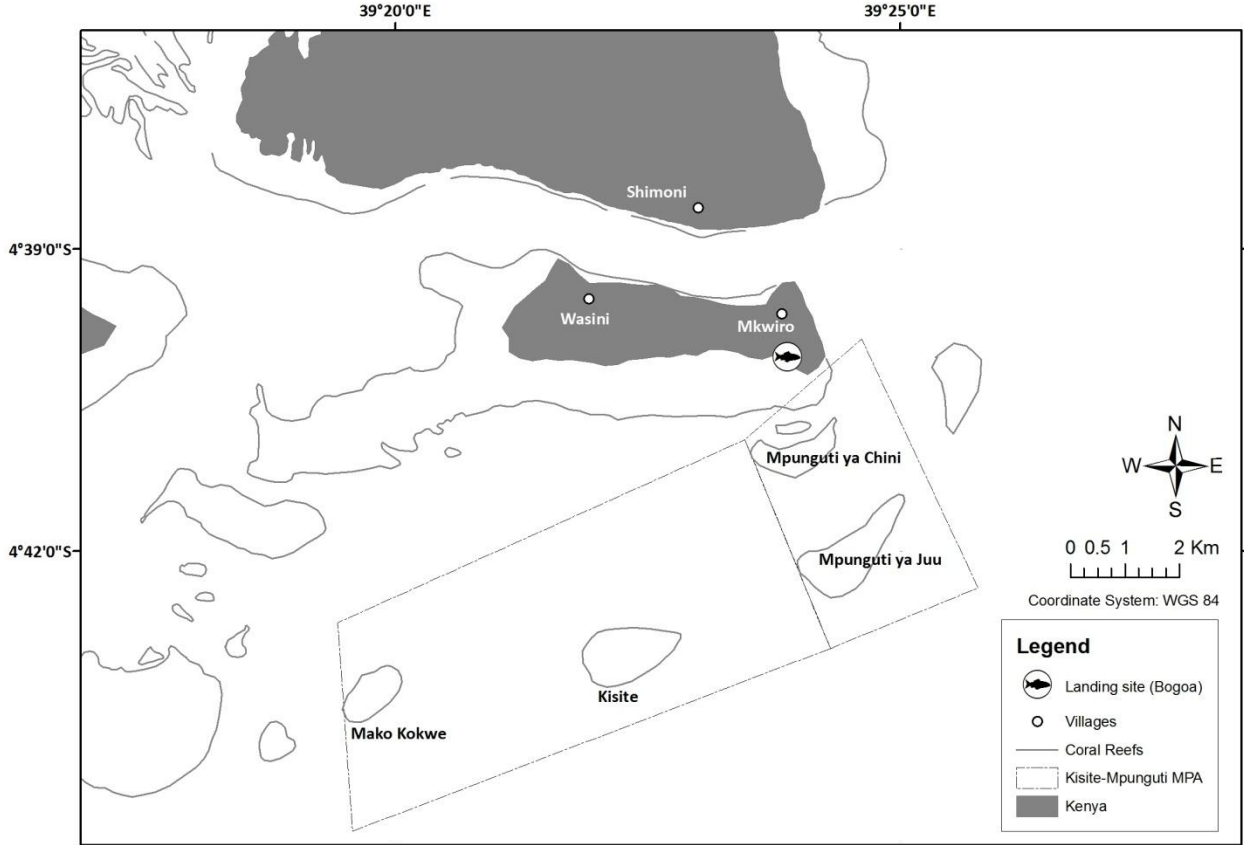 39°20'0"E
39°25'0"E
Shimoni
4°39'0"S
Wasini
Mkwiro
N
Mpunguti ya Chini
W
E
S
4°42'0"S
Mpunguti ya Juu
0 0.5 1 2 Km
Coordinate System: WGS 84
Legend
Landing site (Bogoa)
Kisite
Villages
Mako Kokwe
Coral Reefs
Kisite-Mpunguti MPA
Kenya